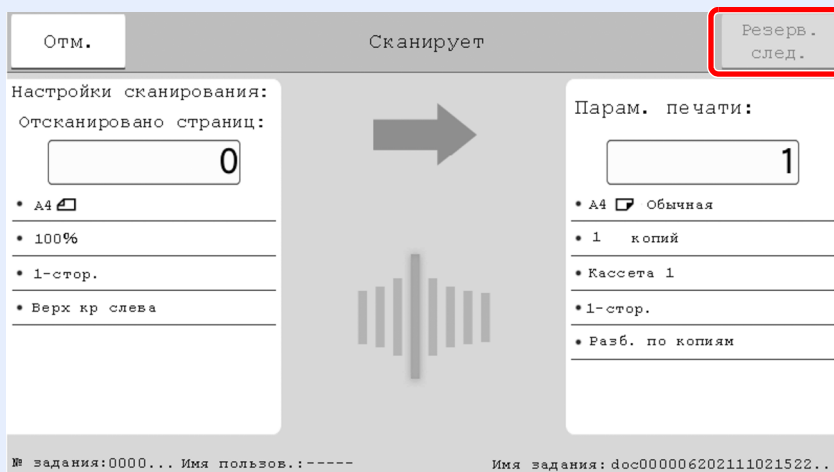 Отм.
Сканирует
Резерв.
след.
Настройки сканирования:
Отсканировано страниц:
0
• A4
• 100%
• 1-стор.
• Верх кр слева
Парам. печати:
1
• A4 Обычная
• 1 копий
• Кассета 1
• 1-стор.
• Разб. по копиям
№ задания:0000... Имя пользов.:-----
Имя задания: doc000006202111021522..